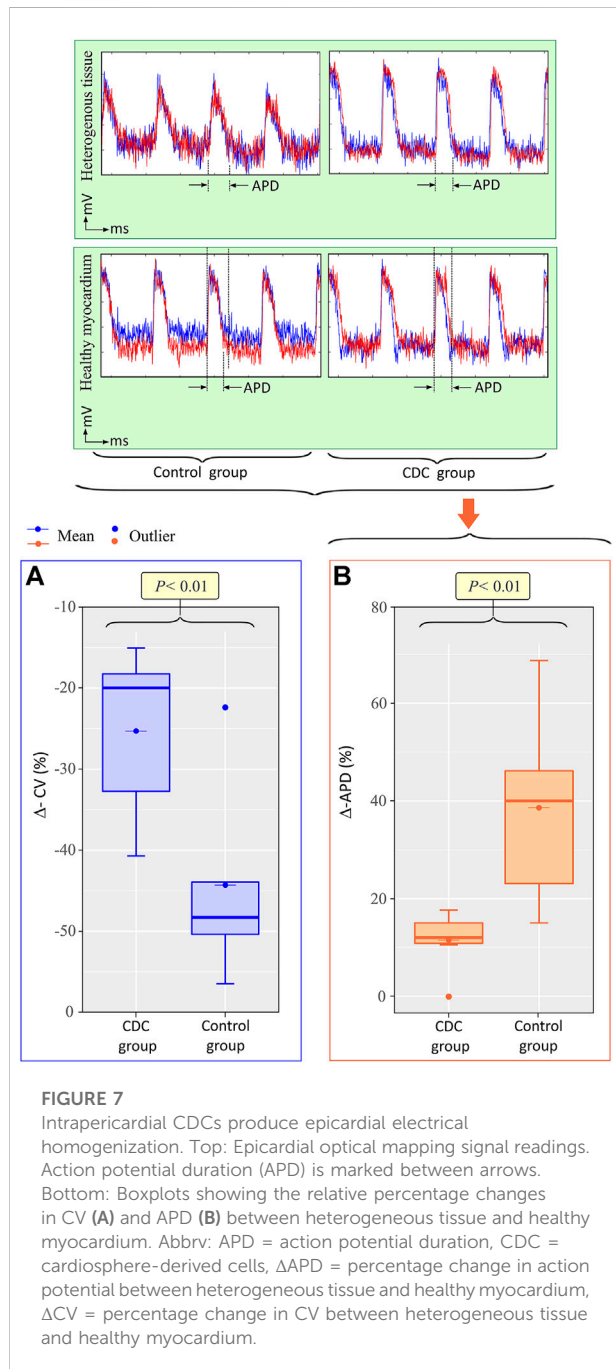 Heterogenous tissue
mV
ms
APD
APD
Healthy myocardium
mV
ms
APD
APD
Control group
CDC group
Mean
Outlier
A
P< 0.01
Δ- CV (%)
-10
-20
-30
-40
-50
0
CDC group
Control group
B
P< 0.01
Δ-APD (%)
80
60
40
20
0
CDC group
Control group
FIGURE 7
Intrapericardial CDCs produce epicardial electrical
homogenization. Top: Epicardial optical mapping signal readings.
Action potential duration (APD) is marked between arrows.
Bottom: Boxplots showing the relative percentage changes
in CV (A) and APD (B) between heterogeneous tissue and healthy
myocardium. Abbrv: APD = action potential duration, CDC =
cardiosphere-derived cells, ΔAPD = percentage change in action
potential between heterogeneous tissue and healthy myocardium,
ΔCV = percentage change in CV between heterogeneous tissue
and healthy myocardium.